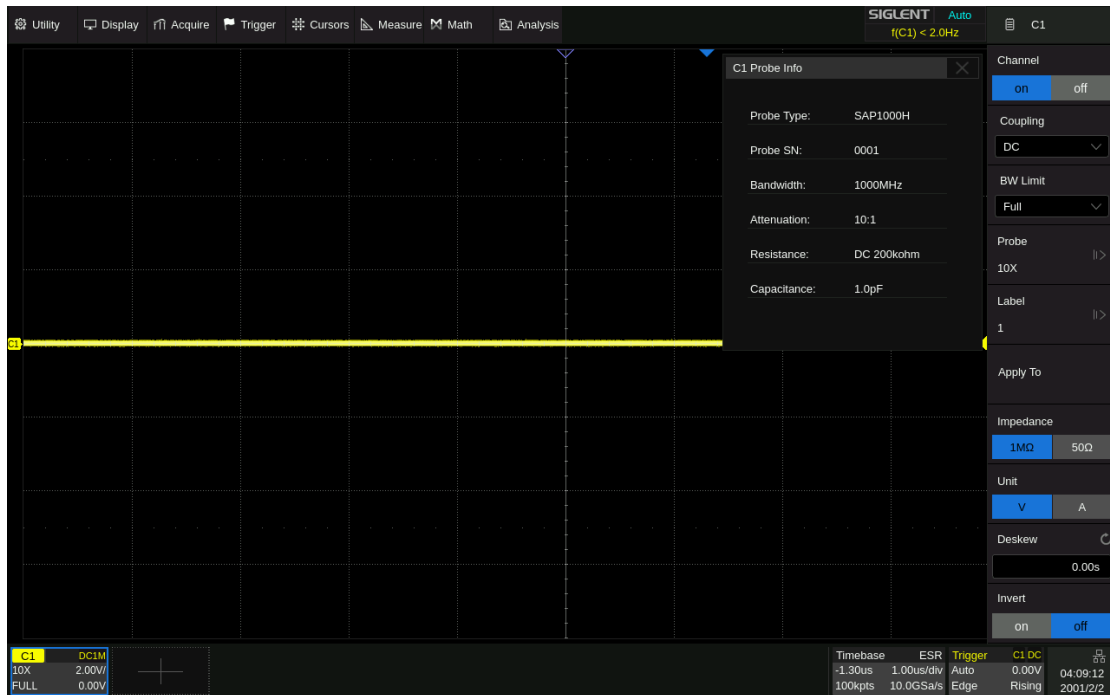 Utility Display Acquire Trigger Cursors Measure Math Analysis
SIGLENT Auto
f(C1) < 2.0Hz
C1
C1 Probe Info
Probe Type: SAP1000H
Probe SN: 0001
Bandwidth: 1000MHz
Attenuation: 10:1
Resistance: DC 200kohm
Capacitance: 1.0pF
Channel
on off
Coupling
DC
BW Limit
Full
Probe
10X
Label
1
Apply To
Impedance
1MΩ 50Ω
Unit
V A
Deskew
0.00s
Invert
on off
C1
C1 DC1M
10X 2.00V/
FULL 0.00V
Timebase ESR
-1.30us 1.00us/div
100kpts 10.0GSa/s
Trigger C1 DC
Auto 0.00V
Edge Rising
04:09:12
2001/2/2